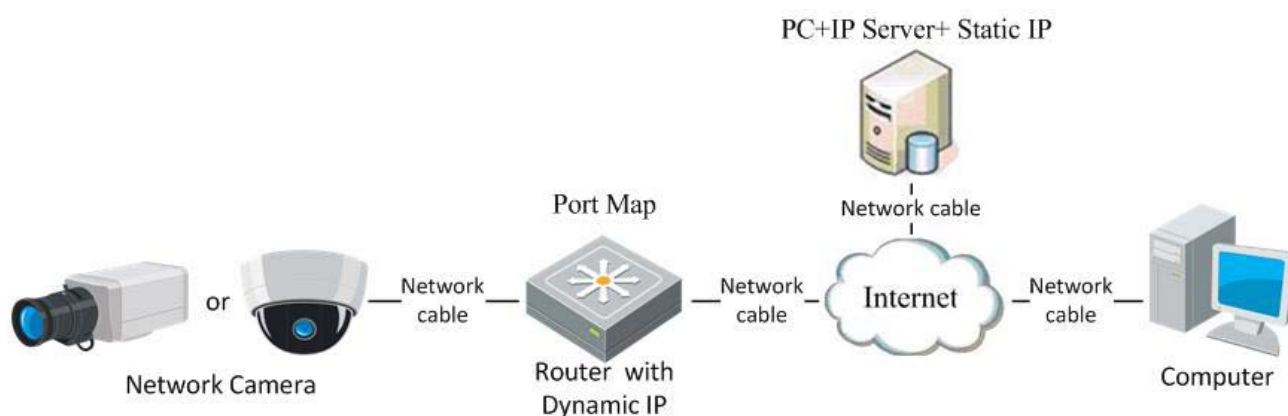 PC+IP Server+ Static IP
Network cable
Port Map
or
Network
cable
Network
cable
Internet
Network
cable
Network Camera
Router with
Dynamic IP
Computer